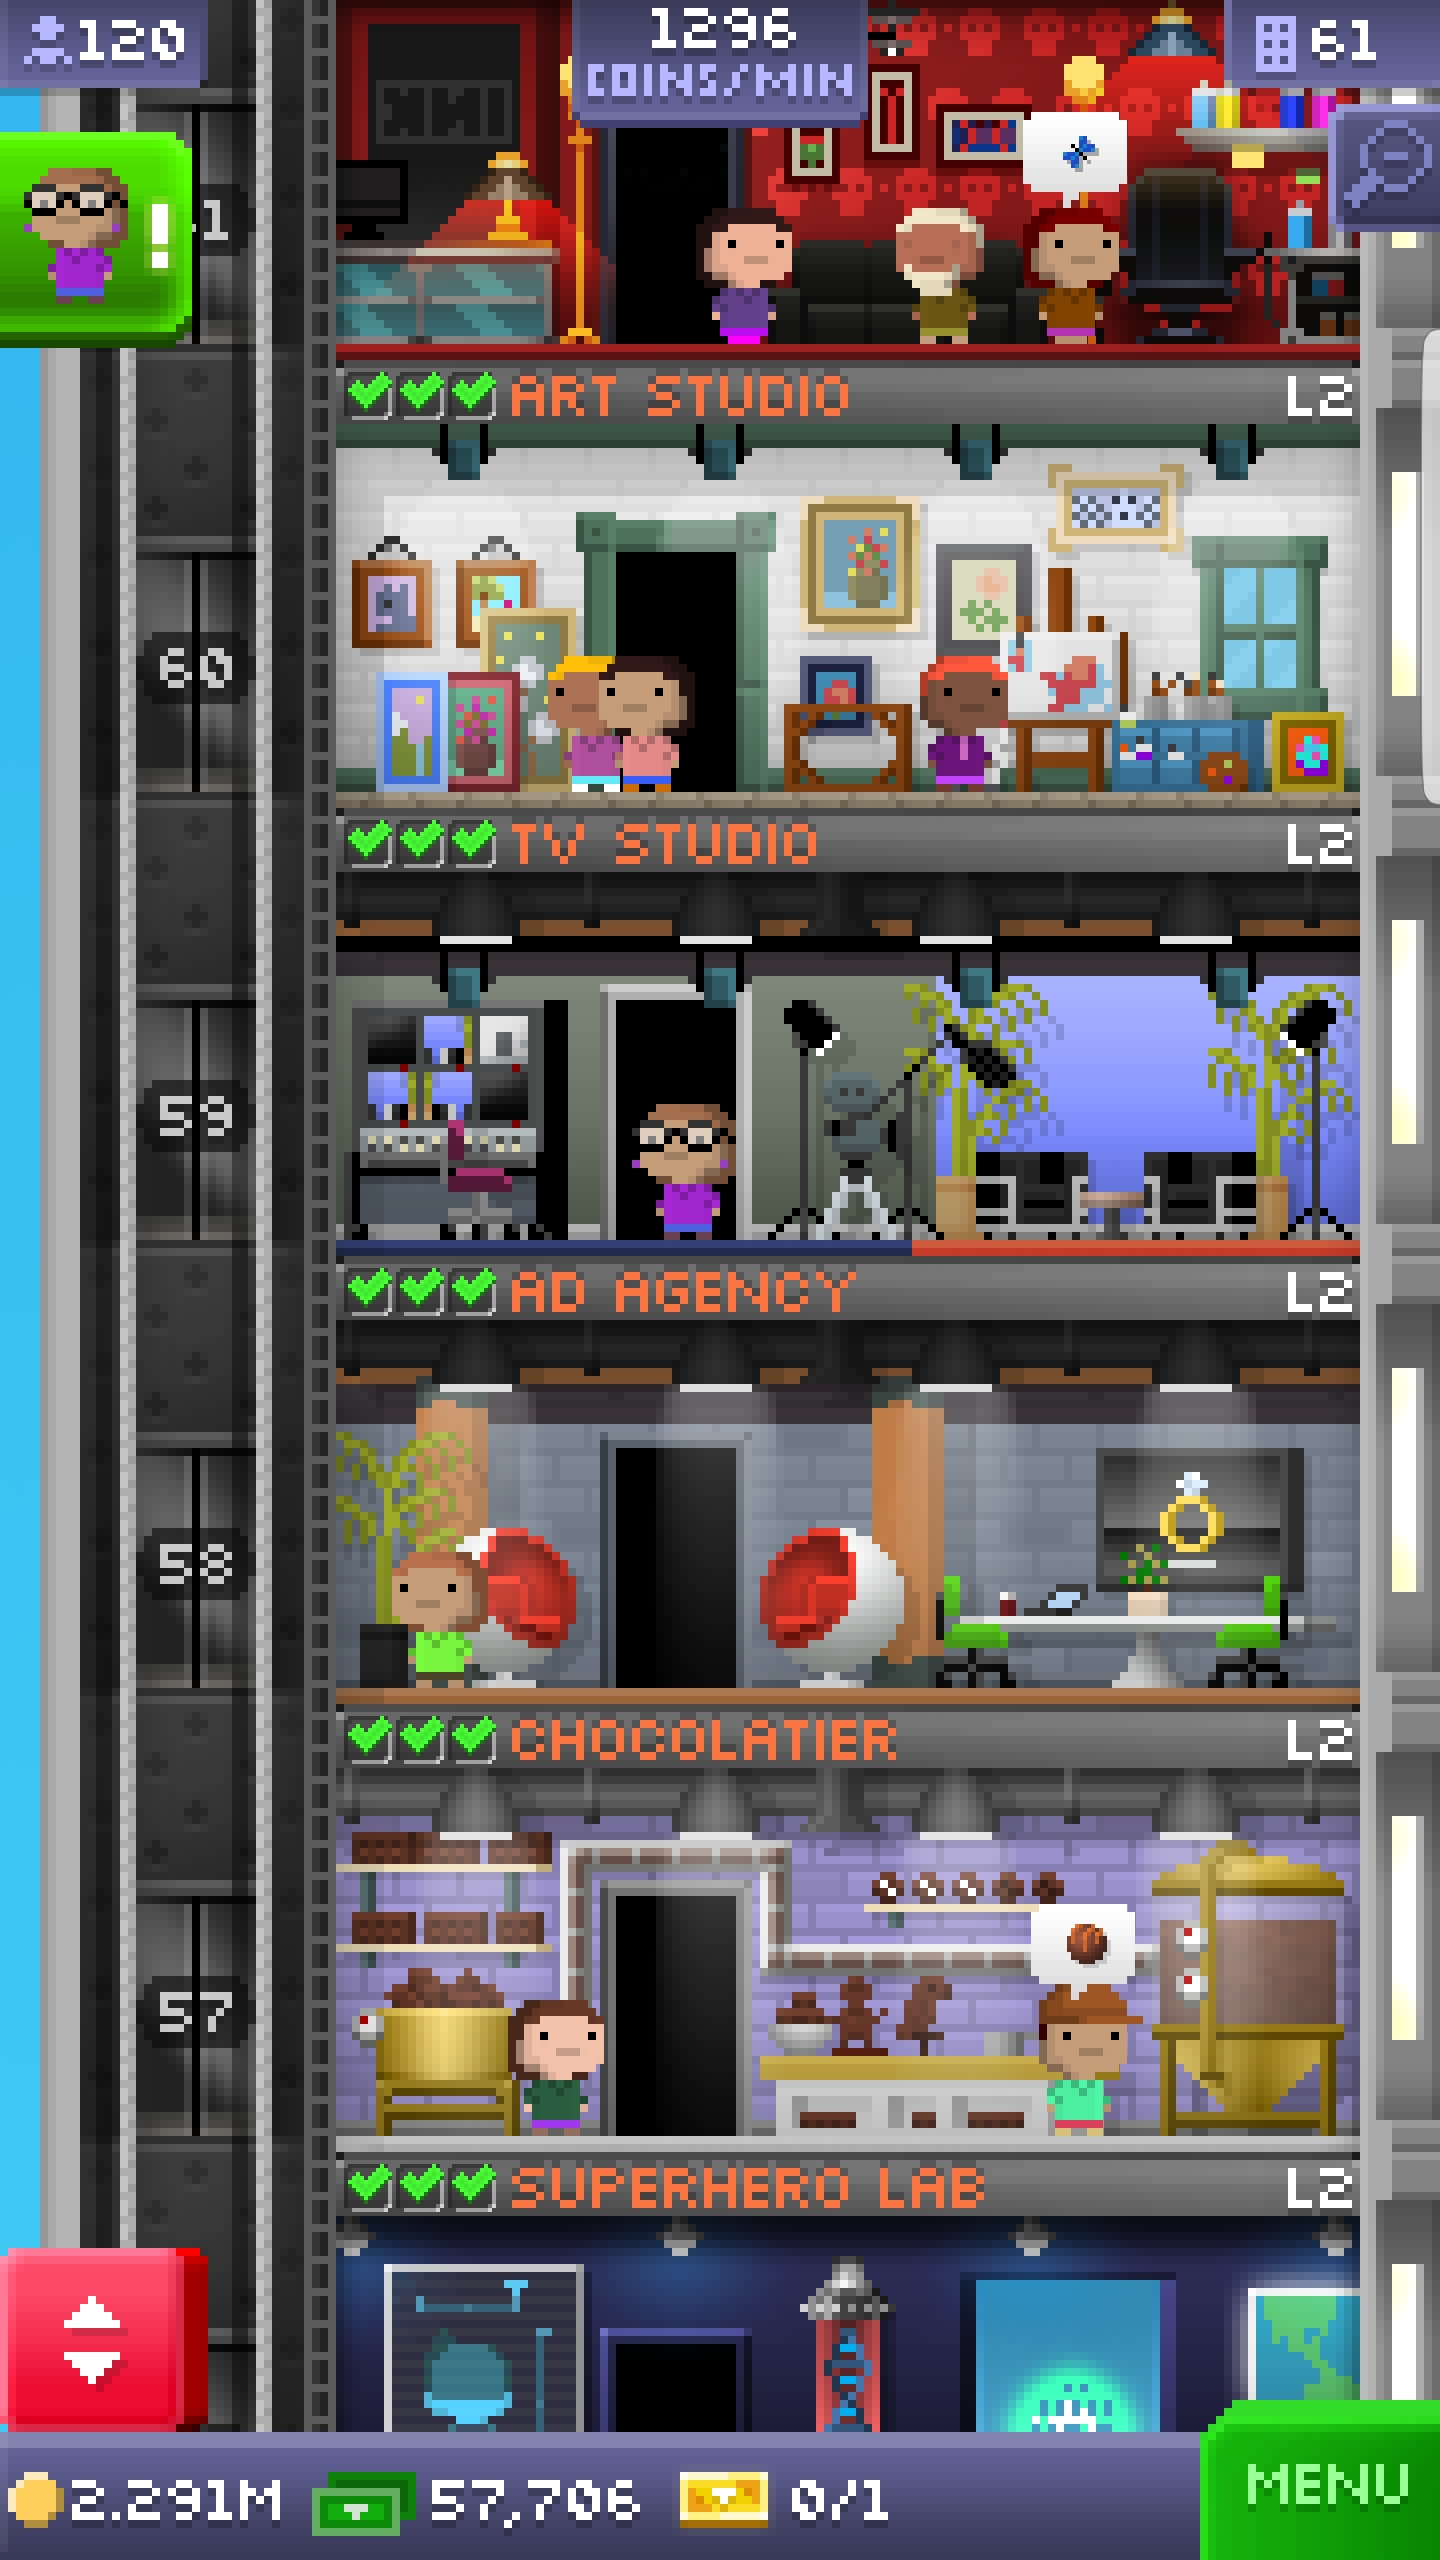 120
1296
COINS/MIN
61
!
INK
ART STUDIO L2
60
TV STUDIO L2
59
AD AGENCY L2
58
CHOCOLATIER L2
57
SUPERHERO LAB L2
2.291M 57,706 0/1
MENU